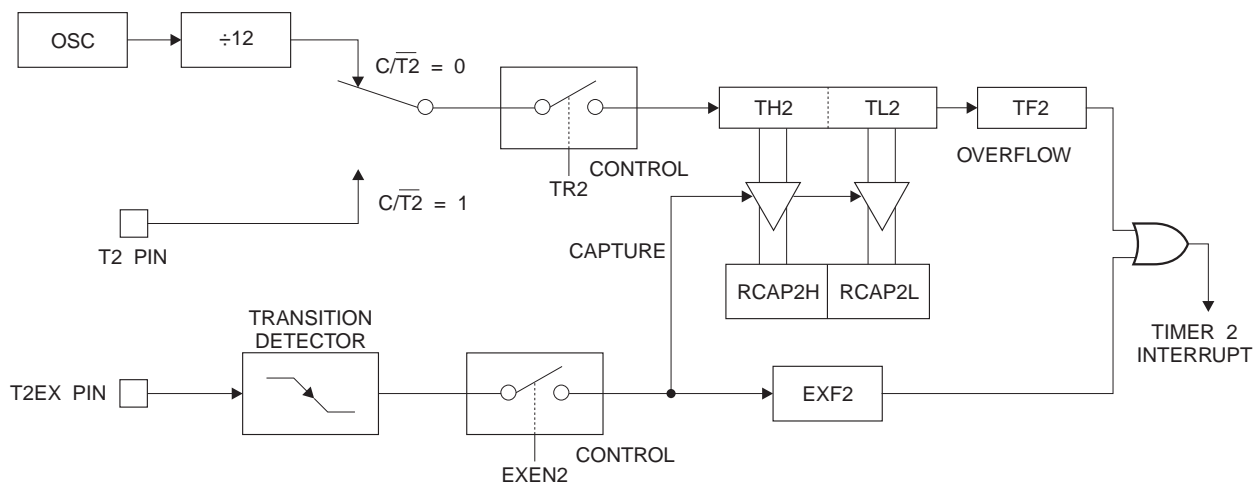 OSC
÷12
C/T2̅ = 0
TH2
TL2
TF2
CONTROL
OVERFLOW
TR2
C/T2̅ = 1
T2 PIN
CAPTURE
RCAP2H
RCAP2L
TRANSITION
DETECTOR
TIMER 2
INTERRUPT
T2EX PIN
EXF2
CONTROL
EXEN2